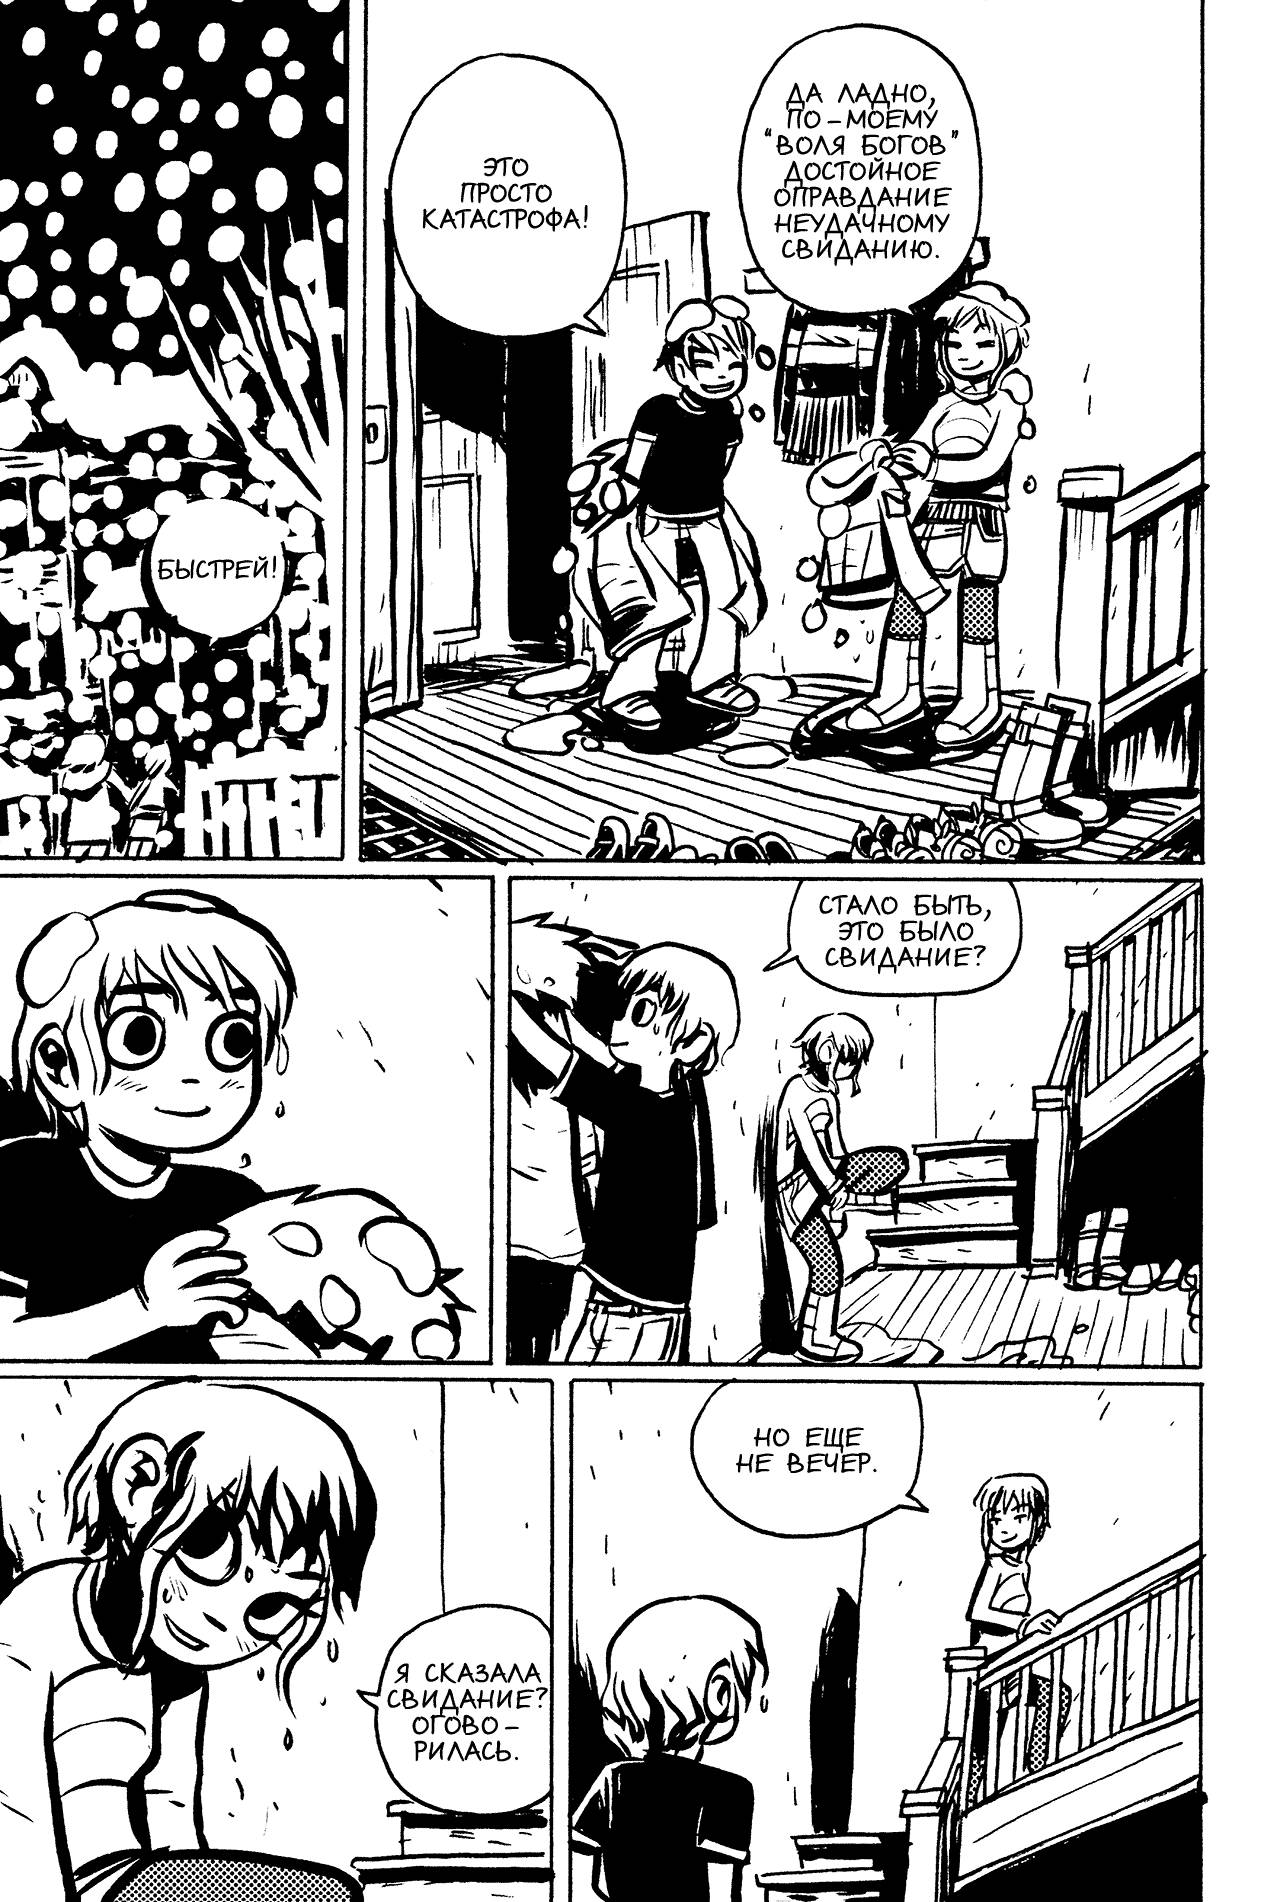 БЫСТРЕЙ!
ЭТО
ПРОСТО
КАТАСТРОФА!
ДА ЛАДНО,
ПО-МОЕМУ
"ВОЛЯ БОГОВ"
ДОСТОЙНОЕ
ОПРАВДАНИЕ
НЕУДАЧНОМУ
СВИДАНИЮ.
СТАЛО БЫТЬ,
ЭТО БЫЛО
СВИДАНИЕ?
Я СКАЗАЛА
СВИДАНИЕ?
ОГОВО-
РИЛАСЬ.
НО ЕЩЕ
НЕ ВЕЧЕР.